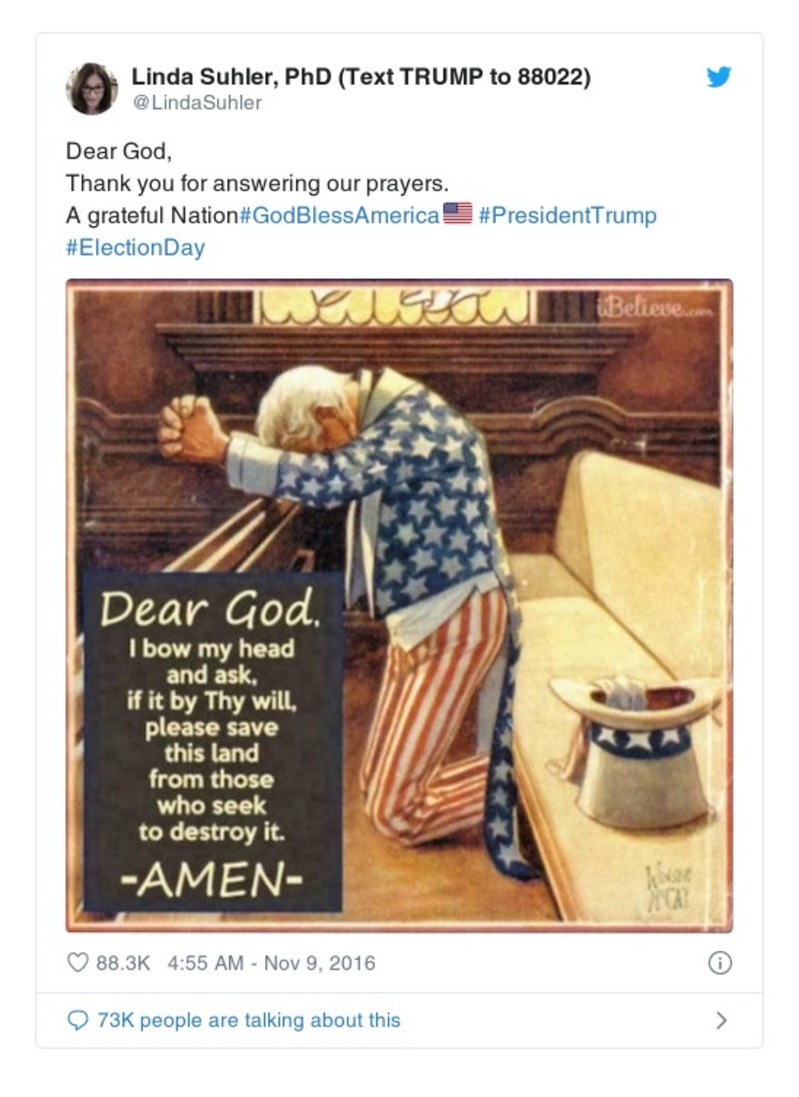 Linda Suhler, PhD (Text TRUMP to 88022)
@LindaSuhler
Dear God,
Thank you for answering our prayers.
A grateful Nation#GodBlessAmerica🇺🇸 #PresidentTrump
#ElectionDay
iBelieve.com
Dear God,
I bow my head
and ask,
if it by Thy will,
please save
this land
from those
who seek
to destroy it.
-AMEN-
Winsor
McCay
88.3K 4:55 AM - Nov 9, 2016
73K people are talking about this